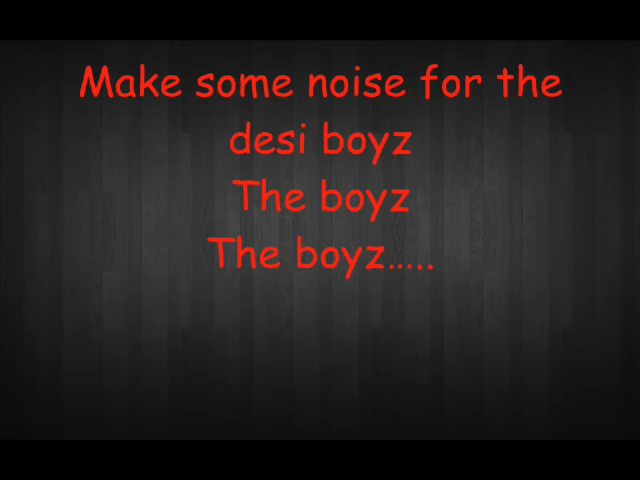 Make some noise for the
desi boyz
The boyz
The boyz.....